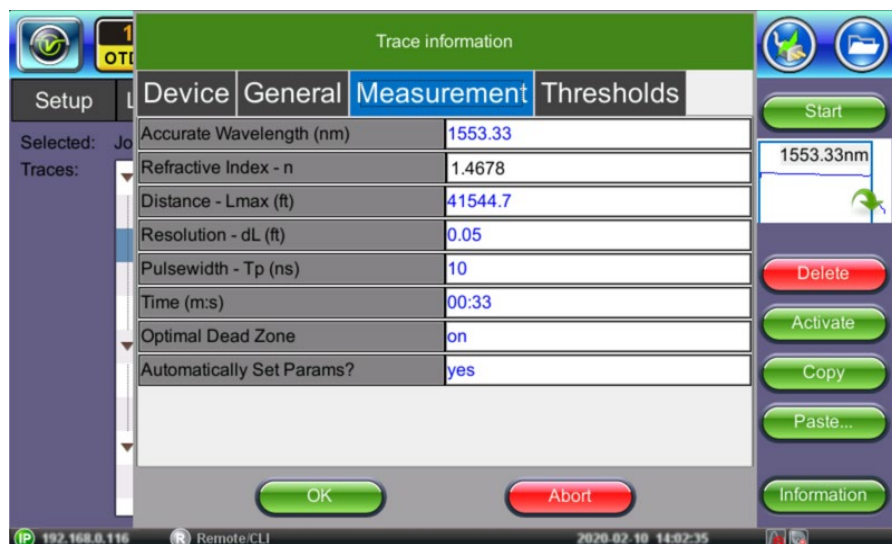 Trace information
1
OTD
Setup
L
Device General Measurement Thresholds
Start
Selected: Jo
Traces:
Accurate Wavelength (nm) 1553.33
Refractive Index - n 1.4678
Distance - Lmax (ft) 41544.7
Resolution - dL (ft) 0.05
Pulsewidth - Tp (ns) 10
Time (m:s) 00:33
Optimal Dead Zone on
Automatically Set Params? yes
1553.33nm
Delete
Activate
Copy
Paste...
OK
Abort
Information
IP 192.168.0.116 R Remote/CLI 2020-02-10 14:02:35